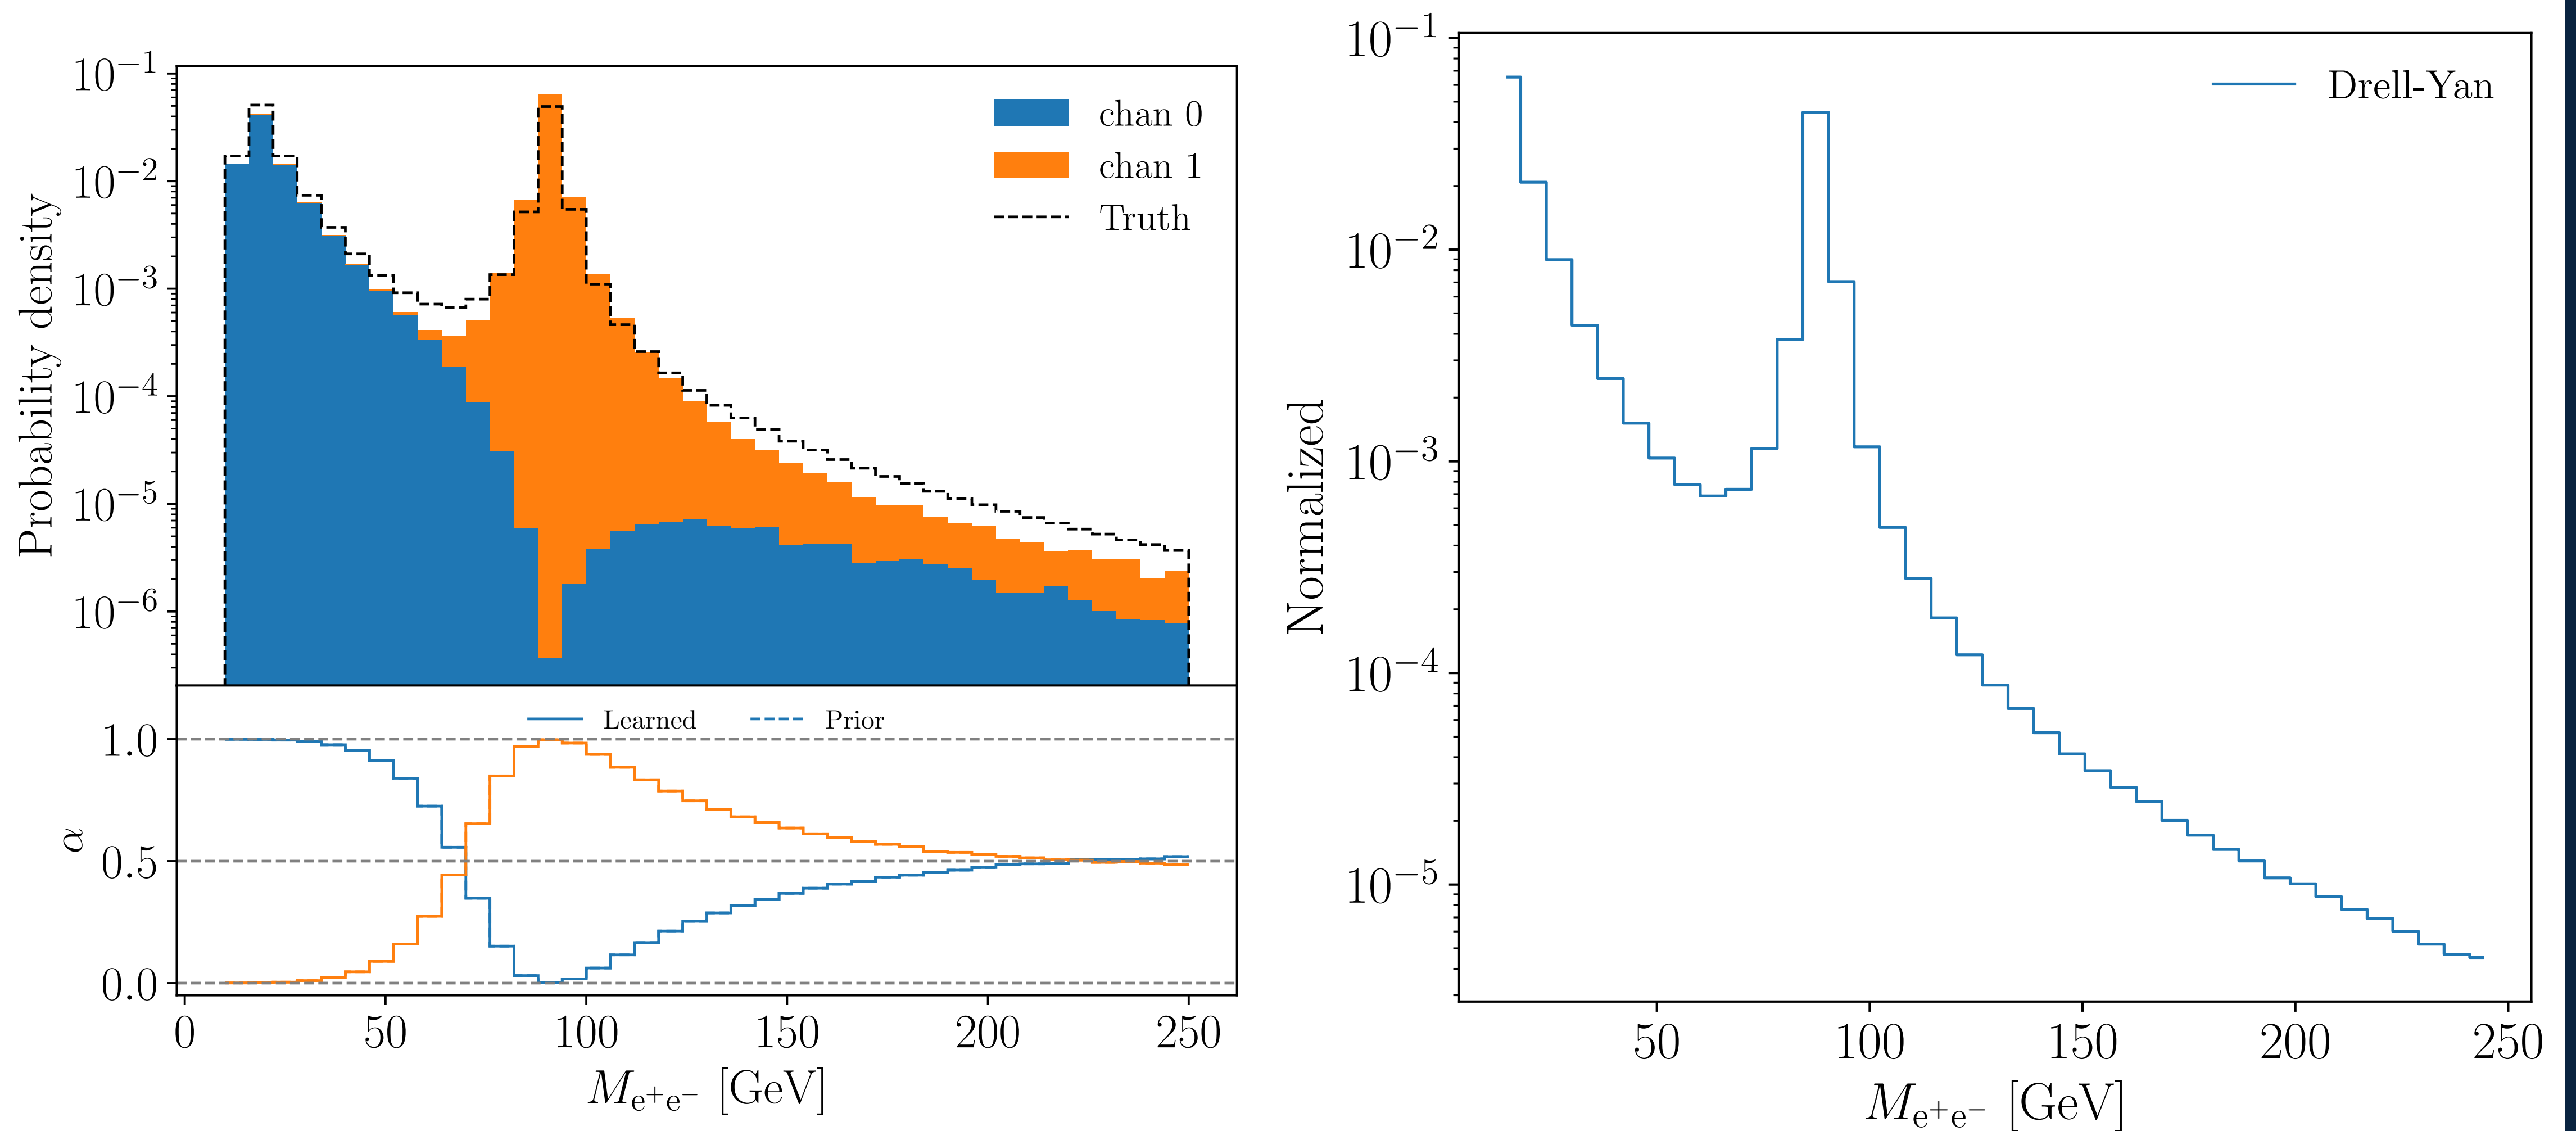 10⁻¹
10⁻²
10⁻³
10⁻⁴
10⁻⁵
10⁻⁶
Probability density
chan 0
chan 1
Truth
Learned
Prior
1.0
0.5
0.0
α
0
50
100
150
200
250
M_{e⁺e⁻} [GeV]
10⁻¹
10⁻²
10⁻³
10⁻⁴
10⁻⁵
Normalized
Drell-Yan
50
100
150
200
250
M_{e⁺e⁻} [GeV]